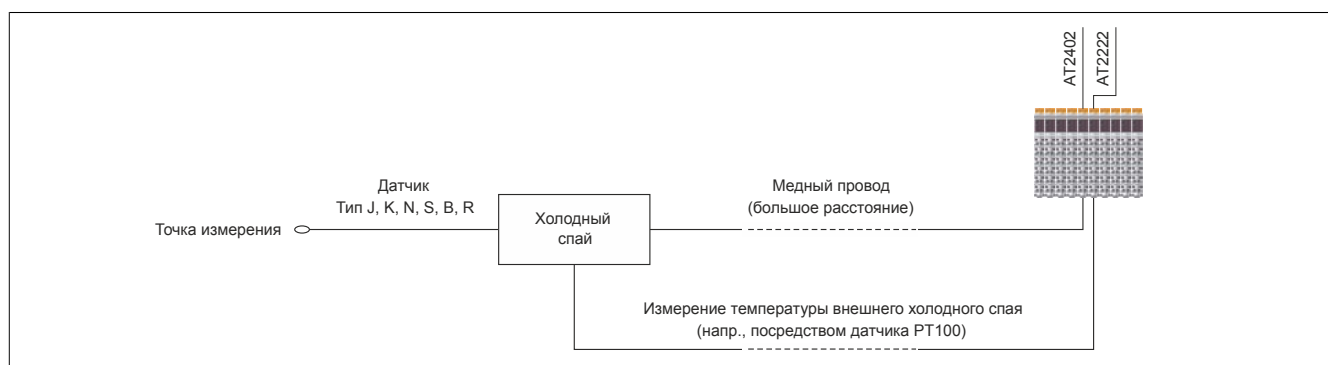 AT2402
AT2222
Датчик
Тип J, K, N, S, B, R
Медный провод
(большое расстояние)
Точка измерения
Холодный
спай
Измерение температуры внешнего холодного спая
(напр., посредством датчика PT100)